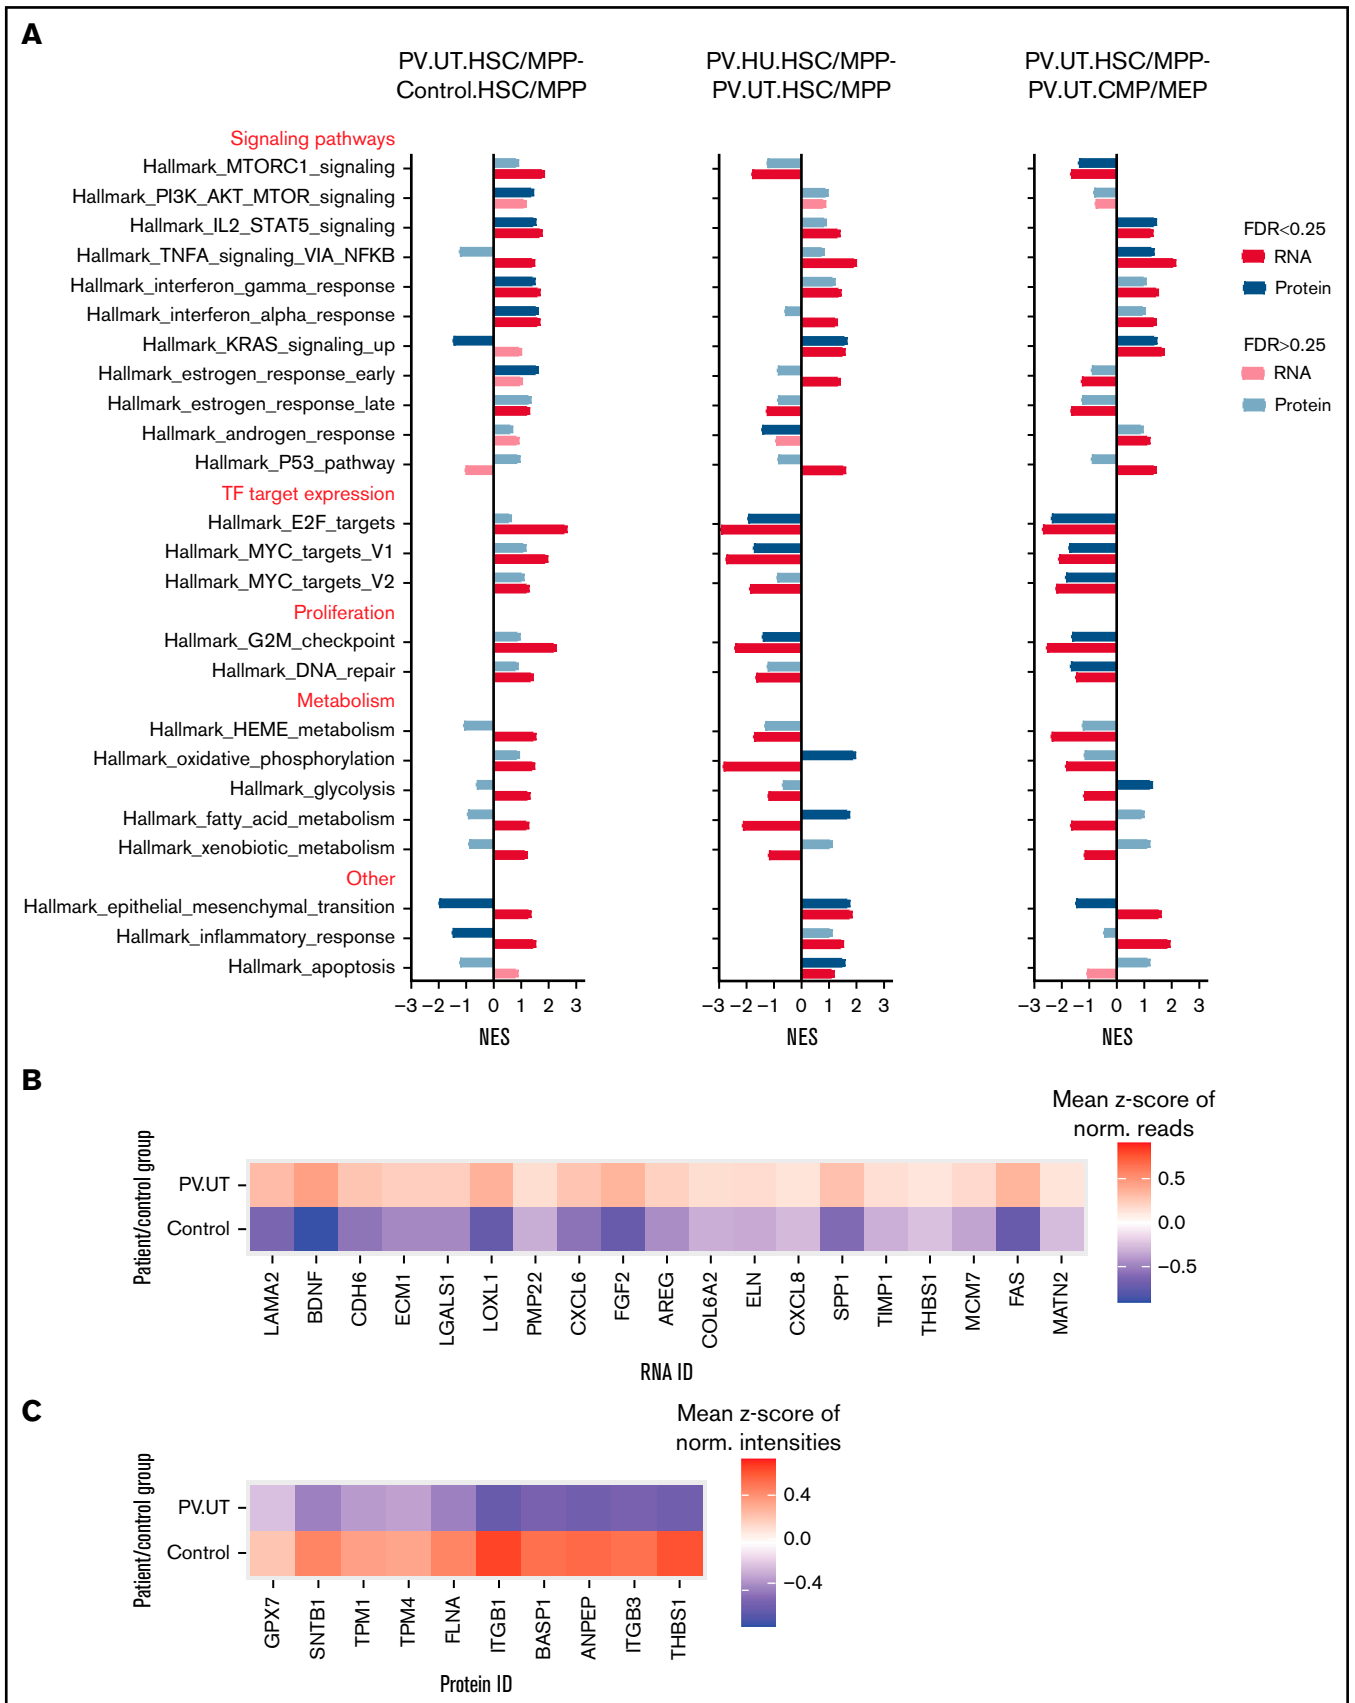 A
PV.UT.HSC/MPP-
Control.HSC/MPP
PV.HU.HSC/MPP-
PV.UT.HSC/MPP
PV.UT.HSC/MPP-
PV.UT.CMP/MEP
Signaling pathways
Hallmark_MTORC1_signaling
Hallmark_PI3K_AKT_MTOR_signaling
Hallmark_IL2_STAT5_signaling
Hallmark_TNFA_signaling_VIA_NFKB
Hallmark_interferon_gamma_response
Hallmark_interferon_alpha_response
Hallmark_KRAS_signaling_up
Hallmark_estrogen_response_early
Hallmark_estrogen_response_late
Hallmark_androgen_response
Hallmark_P53_pathway
TF target expression
Hallmark_E2F_targets
Hallmark_MYC_targets_V1
Hallmark_MYC_targets_V2
Proliferation
Hallmark_G2M_checkpoint
Hallmark_DNA_repair
Metabolism
Hallmark_HEME_metabolism
Hallmark_oxidative_phosphorylation
Hallmark_glycolysis
Hallmark_fatty_acid_metabolism
Hallmark_xenobiotic_metabolism
Other
Hallmark_epithelial_mesenchymal_transition
Hallmark_inflammatory_response
Hallmark_apoptosis
−3 −2 −1 0 1 2 3
NES
−3 −2 −1 0 1 2 3
NES
−3 −2 −1 0 1 2 3
NES
FDR<0.25
RNA
Protein
FDR>0.25
RNA
Protein
B
Mean z-score of
norm. reads
0.5
0.0
−0.5
Patient/control group
PV.UT
Control
LAMA2
BDNF
CDH6
ECM1
LGALS1
LOXL1
PMP22
CXCL6
FGF2
AREG
COL6A2
ELN
CXCL8
SPP1
TIMP1
THBS1
MCM7
FAS
MATN2
RNA ID
C
Mean z-score of
norm. intensities
0.4
0.0
−0.4
Patient/control group
PV.UT
Control
GPX7
SNTB1
TPM1
TPM4
FLNA
ITGB1
BASP1
ANPEP
ITGB3
THBS1
Protein ID